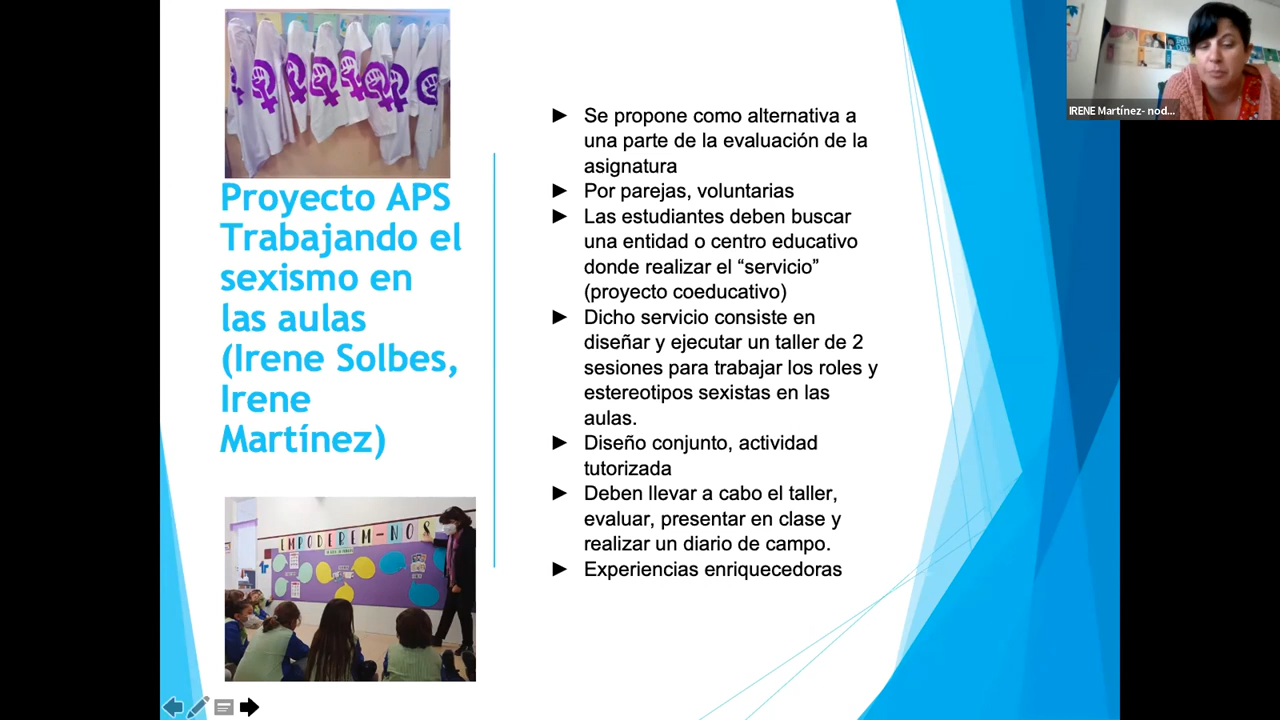 Proyecto APS
Trabajando el
sexismo en
las aulas
(Irene Solbes,
Irene
Martínez)
EMPODEREM-NOS
► Se propone como alternativa a
una parte de la evaluación de la
asignatura
► Por parejas, voluntarias
► Las estudiantes deben buscar
una entidad o centro educativo
donde realizar el “servicio”
(proyecto coeducativo)
► Dicho servicio consiste en
diseñar y ejecutar un taller de 2
sesiones para trabajar los roles y
estereotipos sexistas en las
aulas.
► Diseño conjunto, actividad
tutorizada
► Deben llevar a cabo el taller,
evaluar, presentar en clase y
realizar un diario de campo.
► Experiencias enriquecedoras
IRENE Martínez- nod...